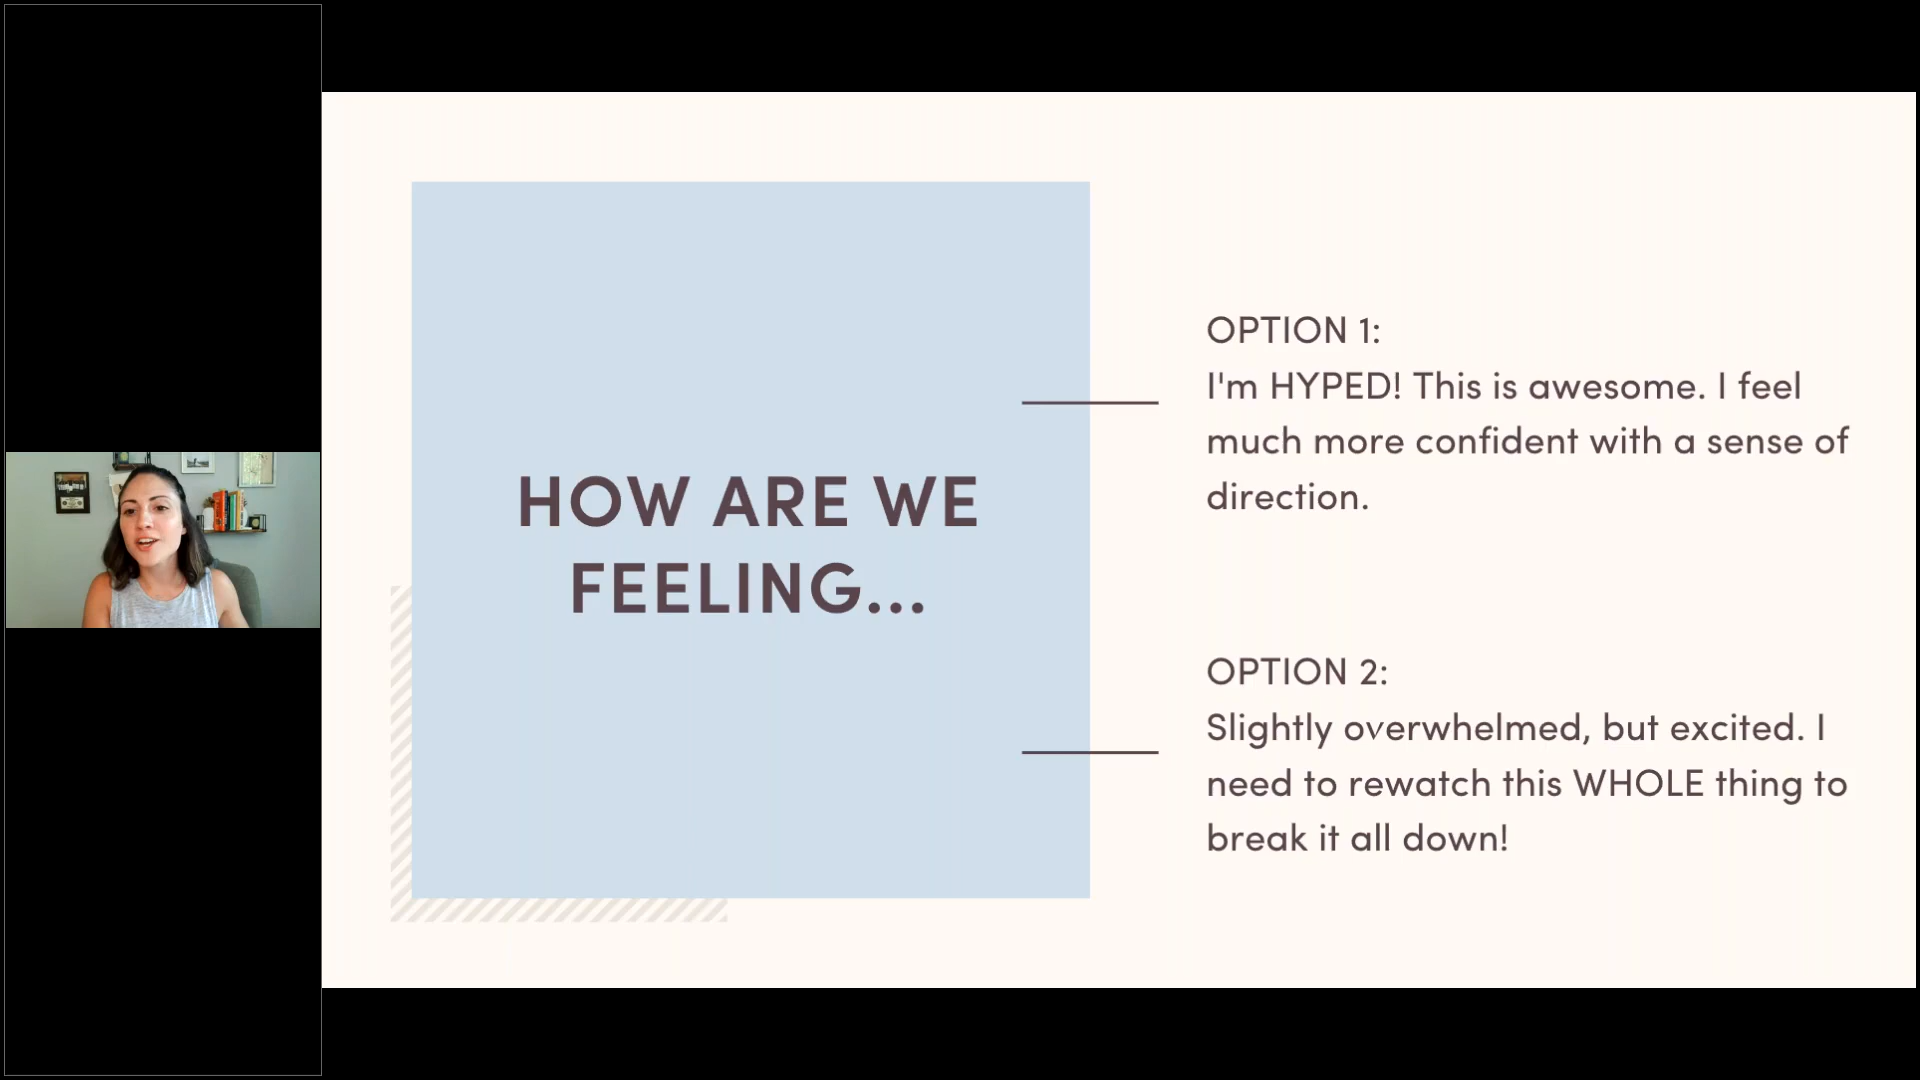 HOW ARE WE
FEELING...
OPTION 1:
I'm HYPED! This is awesome. I feel
much more confident with a sense of
direction.
OPTION 2:
Slightly overwhelmed, but excited. I
need to rewatch this WHOLE thing to
break it all down!